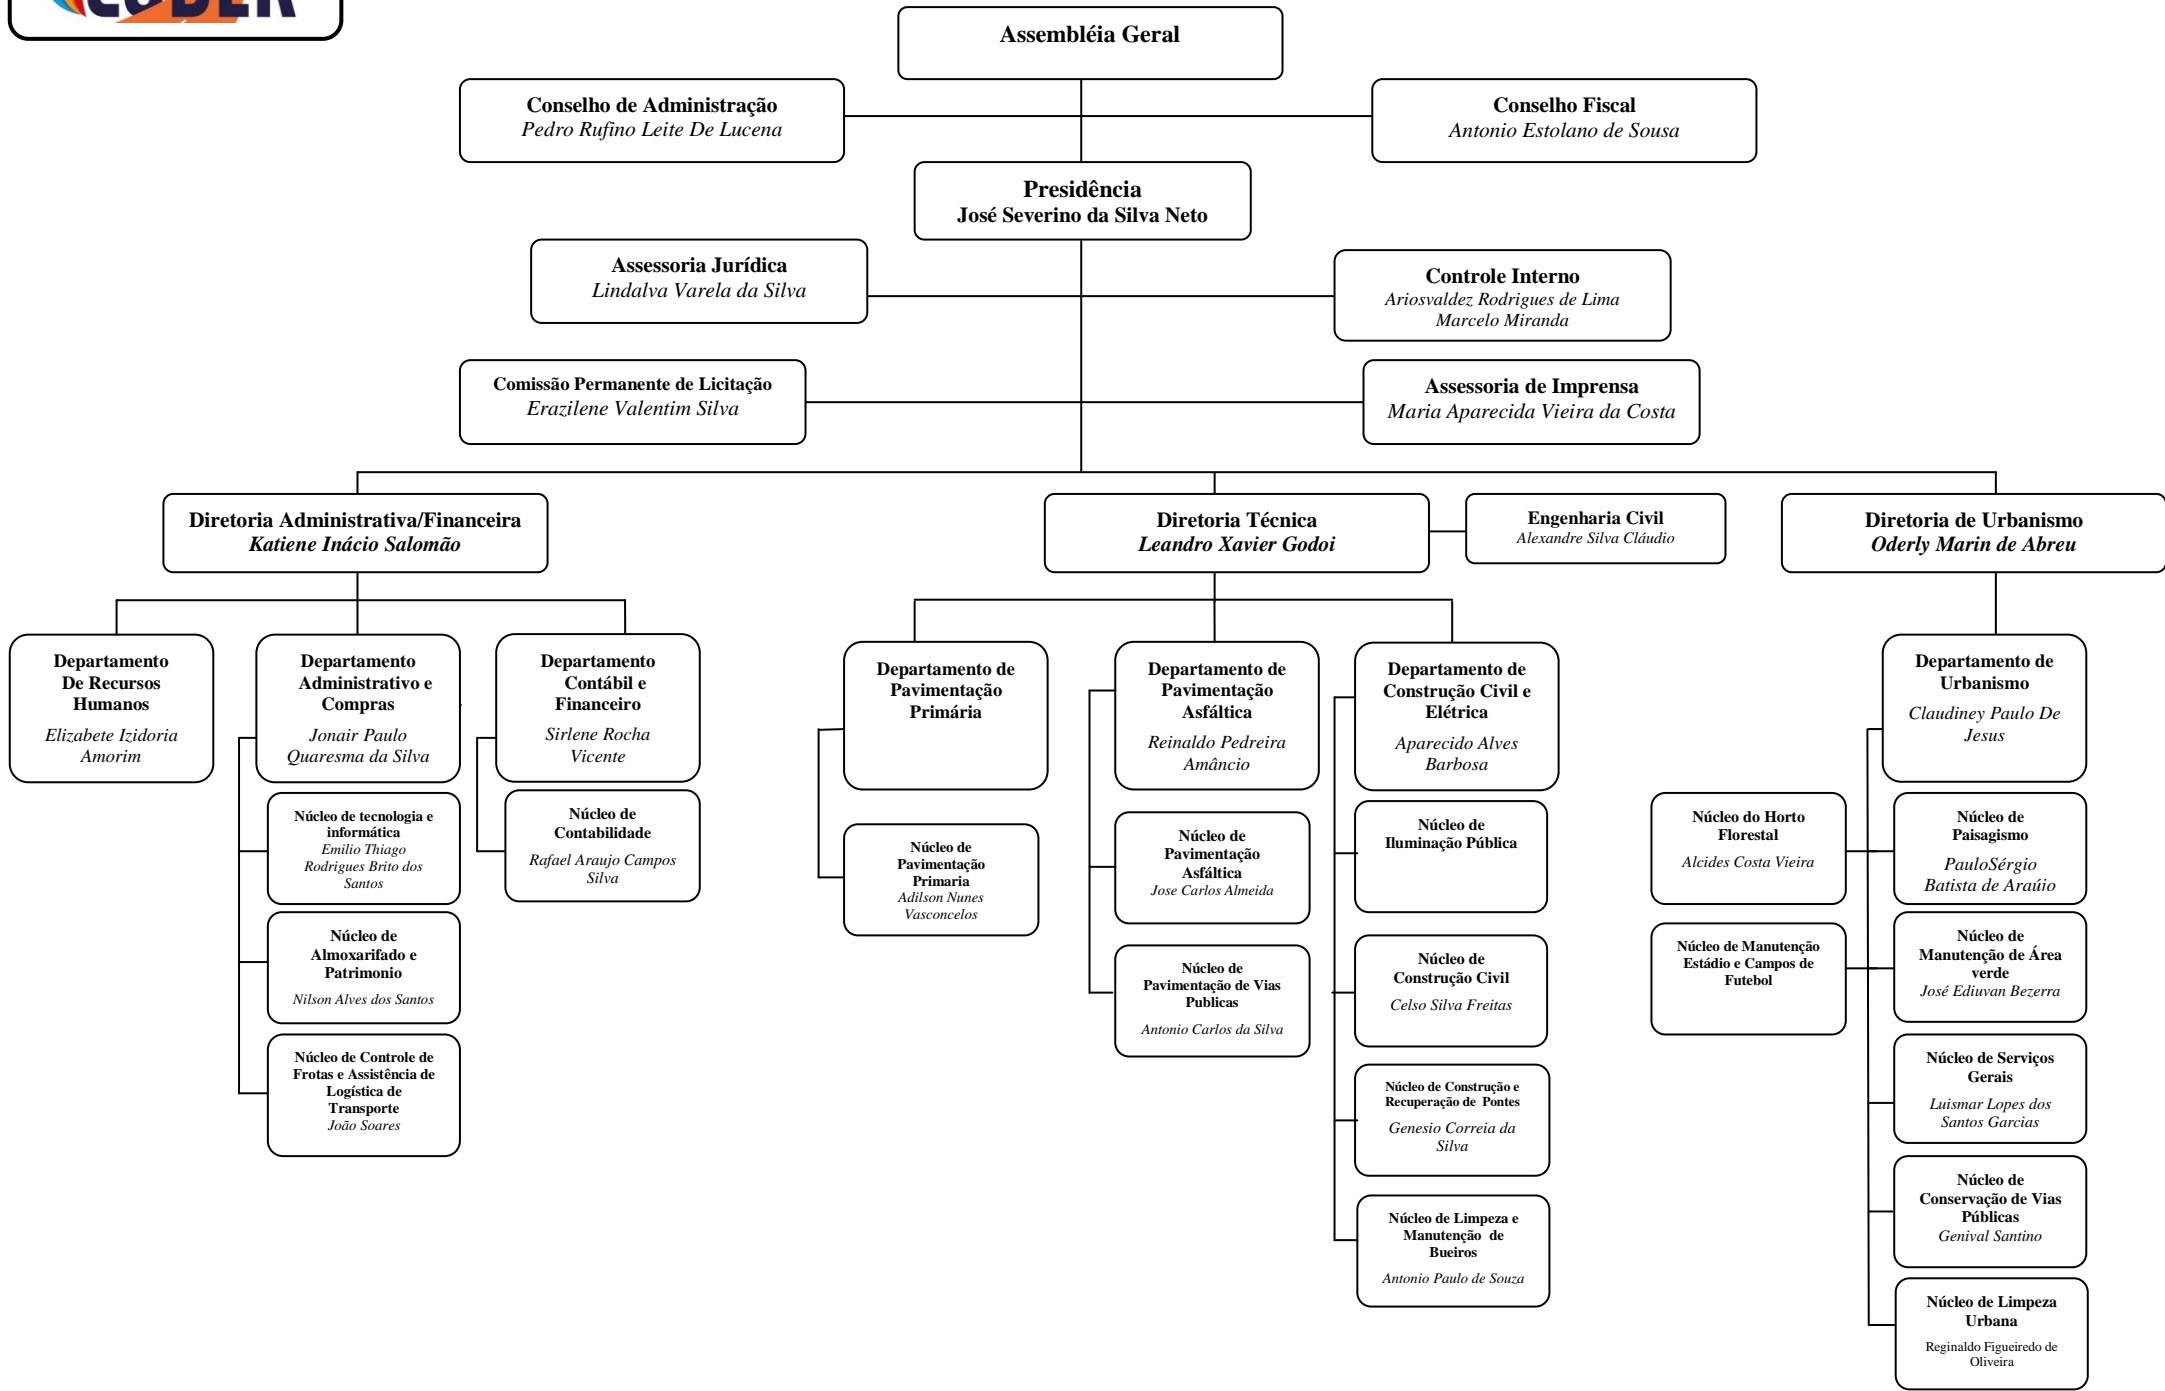 CODER
Assembléia Geral
Conselho de Administração
Pedro Rufino Leite De Lucena
Conselho Fiscal
Antonio Estolano de Sousa
Presidência
José Severino da Silva Neto
Assessoria Jurídica
Lindalva Varela da Silva
Controle Interno
Ariosvaldez Rodrigues de Lima
Marcelo Miranda
Comissão Permanente de Licitação
Erazilene Valentim Silva
Assessoria de Imprensa
Maria Aparecida Vieira da Costa
Diretoria Administrativa/Financeira
Katiene Inácio Salomão
Diretoria Técnica
Leandro Xavier Godoi
Engenharia Civil
Alexandre Silva Cláudio
Diretoria de Urbanismo
Oderly Marin de Abreu
Departamento
De Recursos
Humanos
Elizabete Izidoria
Amorim
Departamento
Administrativo e
Compras
Jonair Paulo
Quaresma da Silva
Departamento
Contábil e
Financeiro
Sirlene Rocha
Vicente
Departamento de
Pavimentação
Primária
Departamento de
Pavimentação
Asfáltica
Reinaldo Pedreira
Amâncio
Departamento de
Construção Civil e
Elétrica
Aparecido Alves
Barbosa
Departamento de
Urbanismo
Claudiney Paulo De
Jesus
Núcleo de tecnologia e
informática
Emilio Thiago
Rodrigues Brito dos
Santos
Núcleo de
Almoxarifado e
Patrimonio
Nilson Alves dos Santos
Núcleo de Controle de
Frotas e Assistência de
Logística de
Transporte
João Soares
Núcleo de
Contabilidade
Rafael Araujo Campos
Silva
Núcleo de
Pavimentação
Primaria
Adilson Nunes
Vasconcelos
Núcleo de
Pavimentação
Asfáltica
Jose Carlos Almeida
Núcleo de
Pavimentação de Vias
Publicas
Antonio Carlos da Silva
Núcleo de
Iluminação Pública
Núcleo de
Construção Civil
Celso Silva Freitas
Núcleo de Construção e
Recuperação de Pontes
Genesio Correia da
Silva
Núcleo de Limpeza e
Manutenção de
Bueiros
Antonio Paulo de Souza
Núcleo do Horto
Florestal
Alcides Costa Vieira
Núcleo de Manutenção
Estádio e Campos de
Futebol
Núcleo de
Paisagismo
PauloSérgio
Batista de Araúio
Núcleo de
Manutenção de Área
verde
José Ediuvan Bezerra
Núcleo de Serviços
Gerais
Luismar Lopes dos
Santos Garcias
Núcleo de
Conservação de Vias
Públicas
Genival Santino
Núcleo de Limpeza
Urbana
Reginaldo Figueiredo de
Oliveira